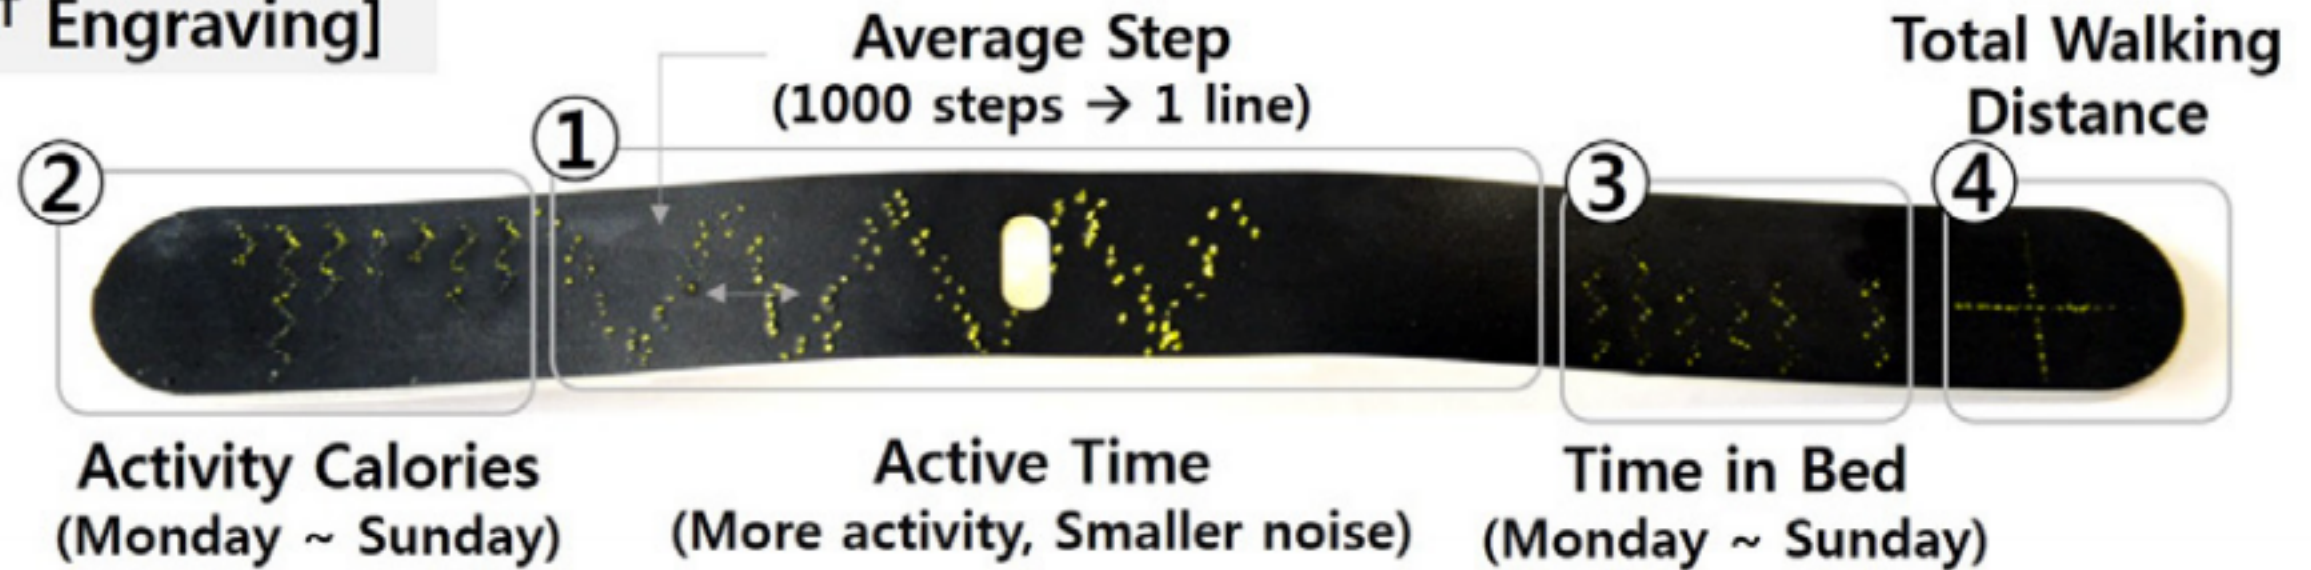 Engraving]
Average Step
(1000 steps → 1 line)
Total Walking
Distance
②
①
③
④
Activity Calories
(Monday ~ Sunday)
Active Time
(More activity, Smaller noise)
Time in Bed
(Monday ~ Sunday)